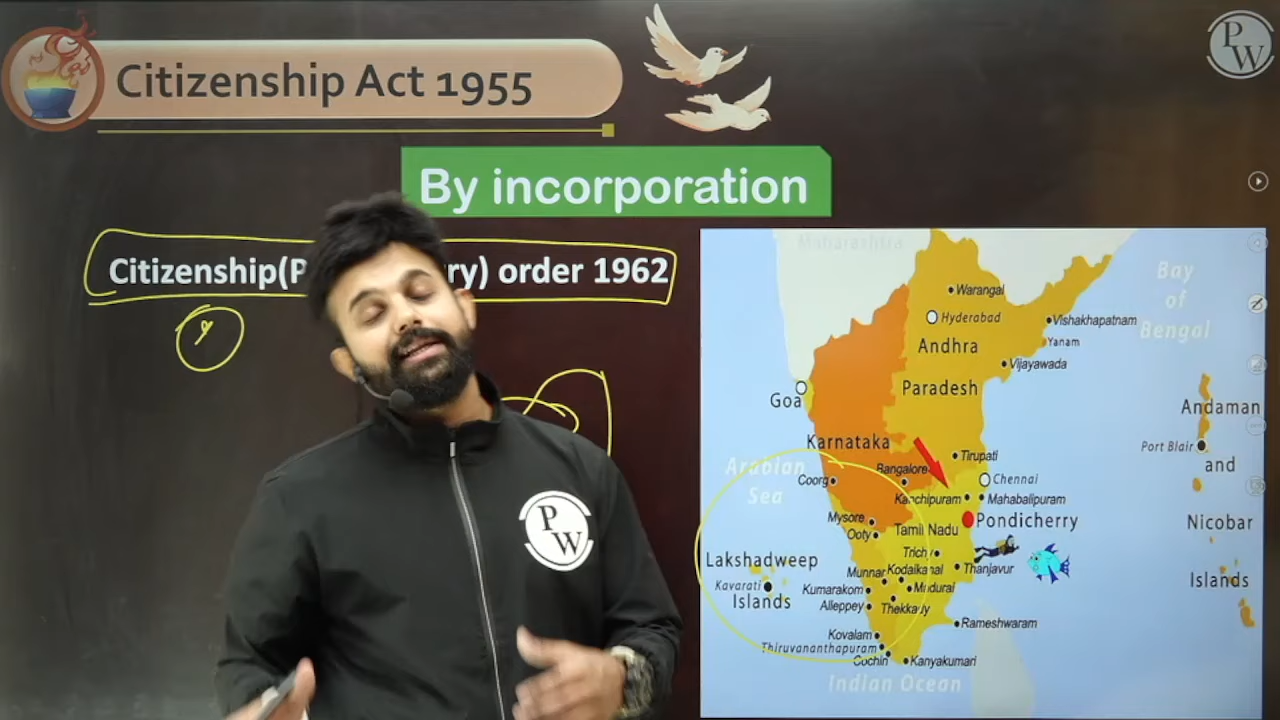 Citizenship Act 1955
PW
By incorporation
Citizenship(P ry) order 1962
Maharashtra
Bay
of
Bengal
Warangal
Hyderabad
Vishakhapatnam
Yanam
Andhra
Vijayawada
Paradesh
Goa
Andaman
Karnataka
Port Blair
Tirupati
and
Arabian
Sea
Bangalore
Coorg
Chennai
Kanchipuram
Mahabalipuram
Mysore
Pondicherry
Nicobar
Tamil Nadu
Ooty
PW
Trichy
Lakshadweep
Munnar
Kodaikanal
Thanjavur
Islands
Kavarati
Kumarakom
Madurai
Islands
Alleppey
Thekkady
Rameshwaram
Kovalam
Thiruvananthapuram
Cochin
Kanyakumari
Indian Ocean